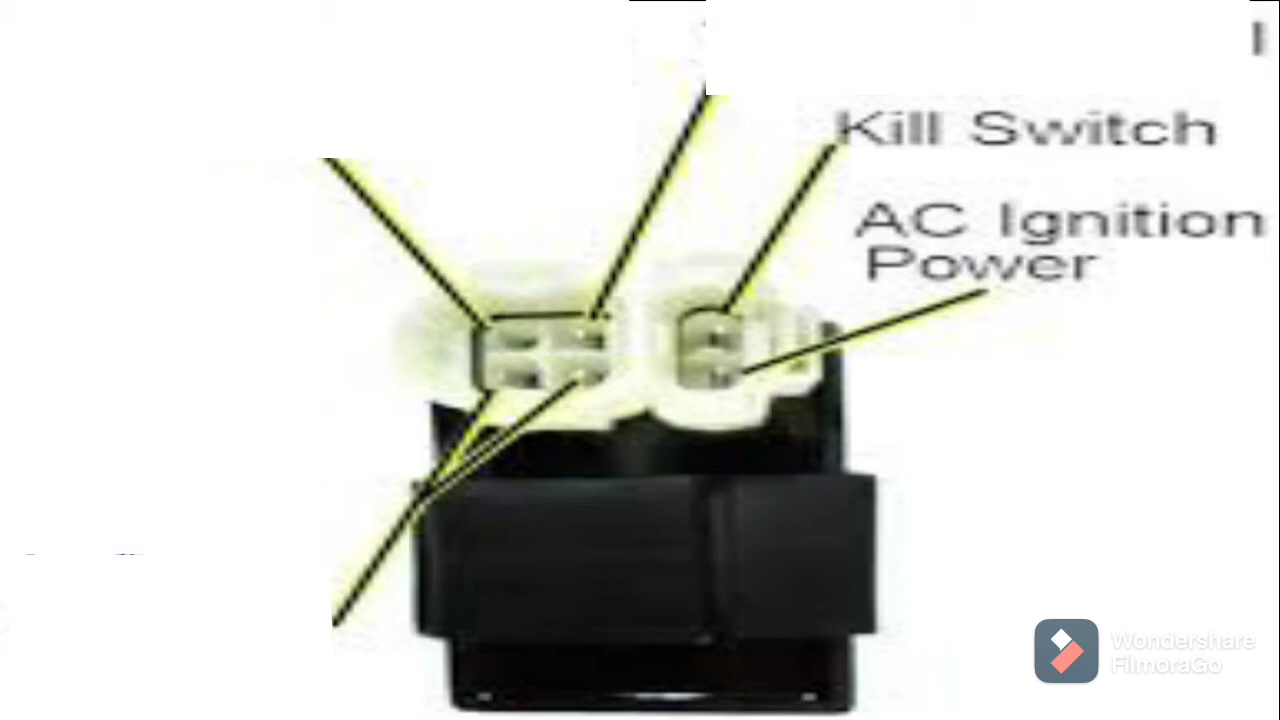 Kill Switch
AC Ignition
Power
Wondershare
FilmoraGo